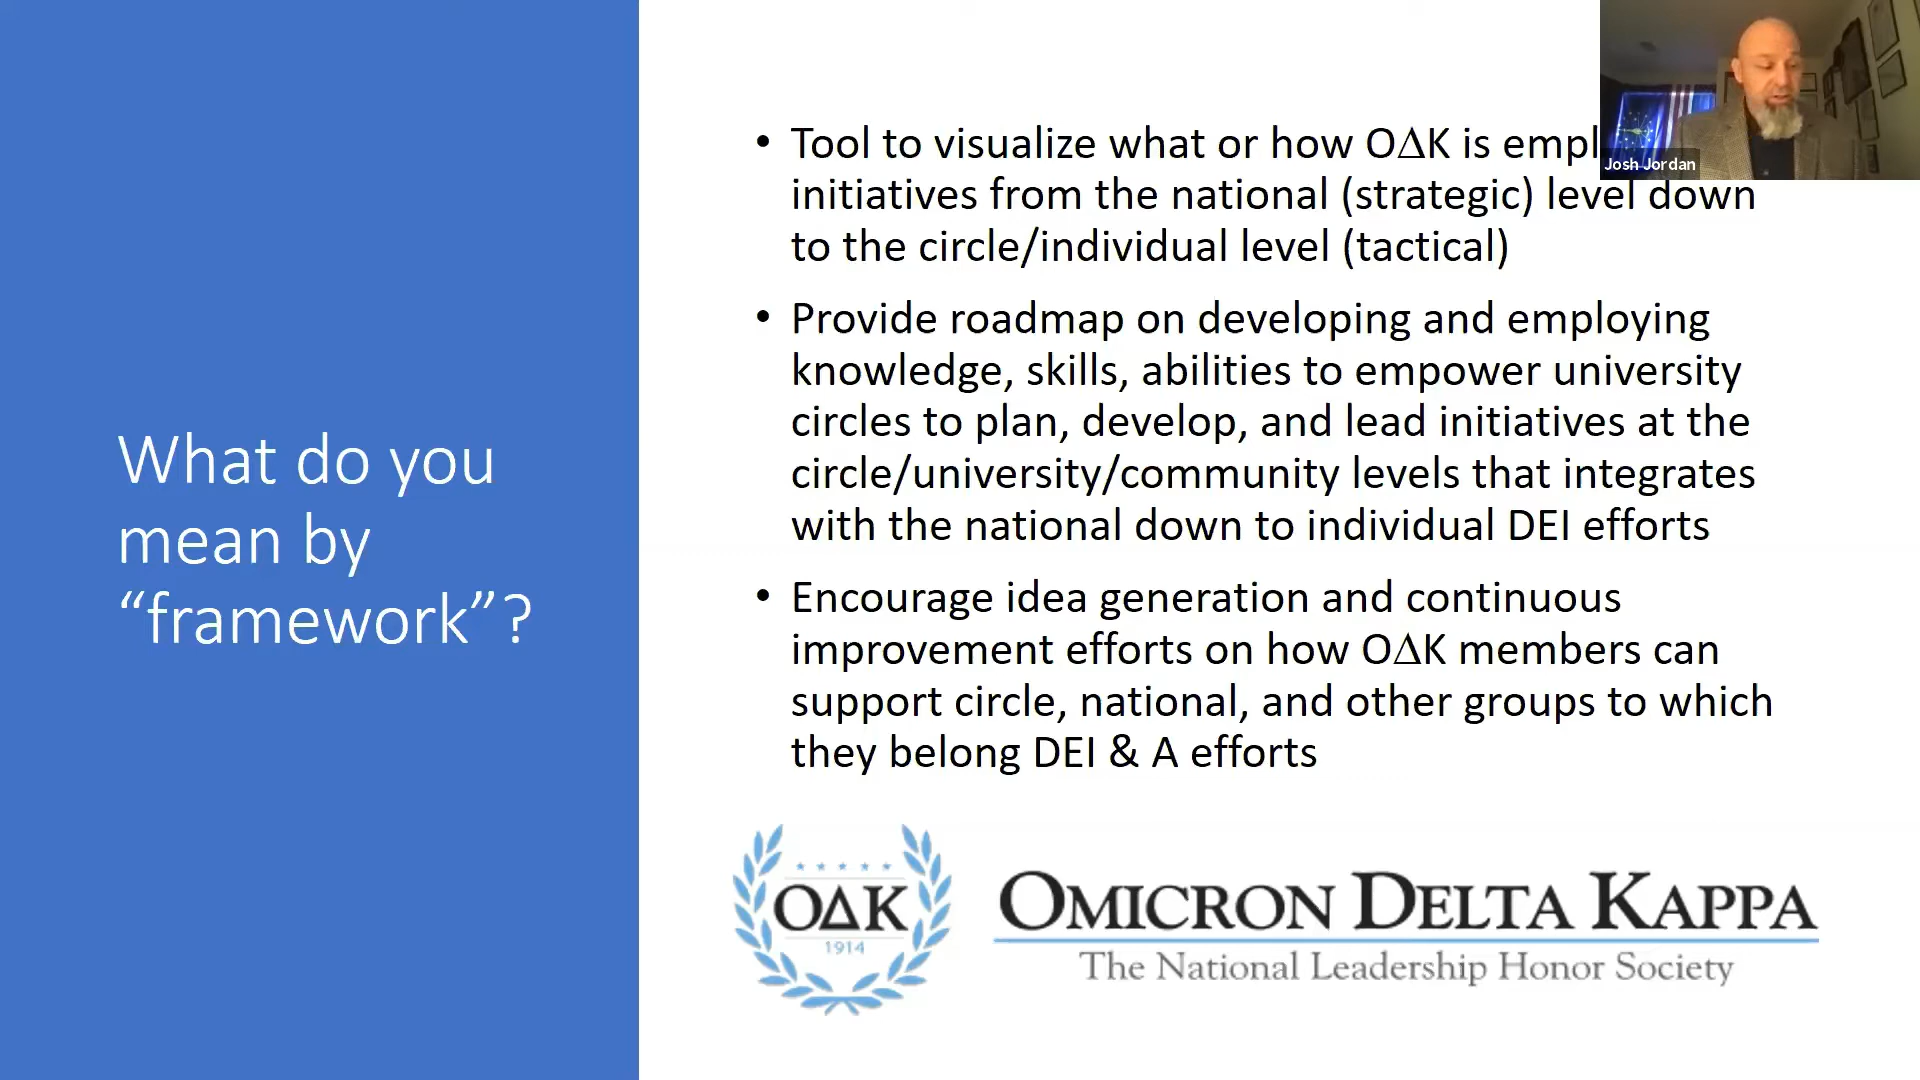 What do you
mean by
“framework”?
• Tool to visualize what or how OΔK is empl
initiatives from the national (strategic) level down
to the circle/individual level (tactical)
• Provide roadmap on developing and employing
knowledge, skills, abilities to empower university
circles to plan, develop, and lead initiatives at the
circle/university/community levels that integrates
with the national down to individual DEI efforts
• Encourage idea generation and continuous
improvement efforts on how OΔK members can
support circle, national, and other groups to which
they belong DEI & A efforts
Josh Jordan
OΔK
1914
OMICRON DELTA KAPPA
The National Leadership Honor Society